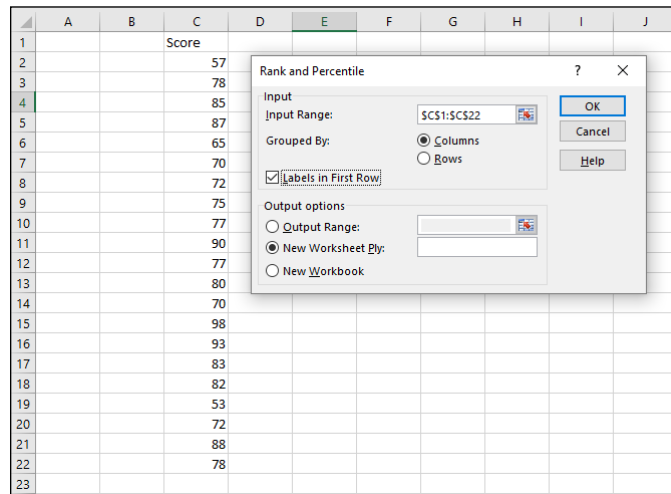 A B C D E F G H I J
1 Score
2 57
3 78
4 85
5 87
6 65
7 70
8 72
9 75
10 77
11 90
12 77
13 80
14 70
15 98
16 93
17 83
18 82
19 53
20 72
21 88
22 78
23
Rank and Percentile ? ×
Input
Input Range: $C$1:$C$22 OK
Cancel
Grouped By: Columns
Rows Help
Labels in First Row
Output options
Output Range:
New Worksheet Ply:
New Workbook